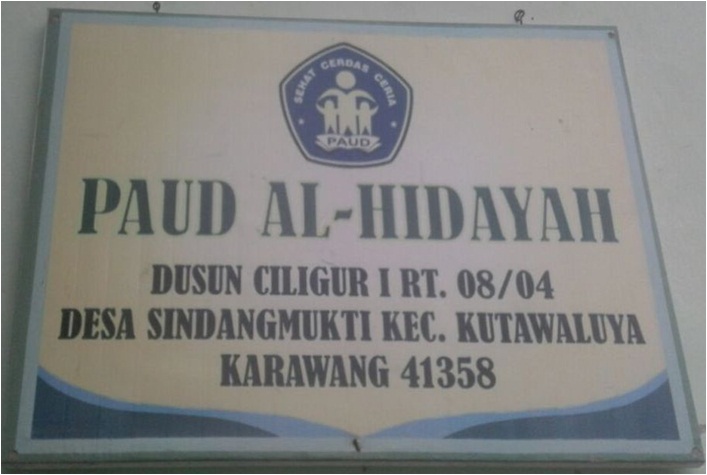 SEHAT CERDAS CERIA
PAUD
PAUD AL-HIDAYAH
DUSUN CILIGUR I RT. 08/04
DESA SINDANGMUKTI KEC. KUTAWALUYA
KARAWANG 41358